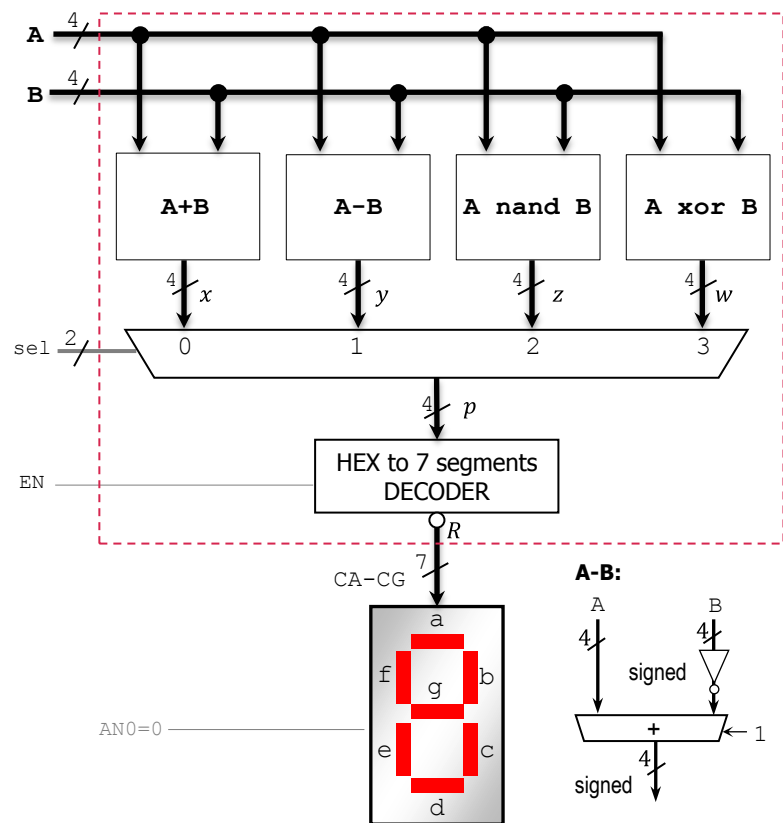 A 4
B 4
A+B A-B A nand B A xor B
4 x 4 y 4 z 4 w
sel 2 0 1 2 3
4 p
EN HEX to 7 segments
DECODER
R
7
CA-CG
A-B:
a
A B
4 4
f b
g
signed
AN0=0
+ 1
e c
4
signed
d